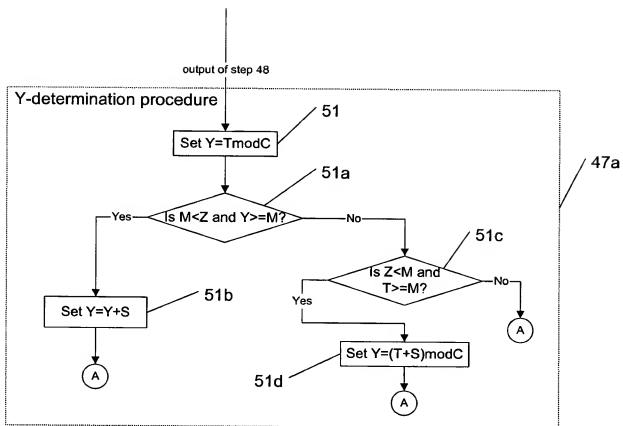 output of step 48
Y-determination procedure
51
Set Y=TmodC
51a
47a
Is M<Z and Y>=M?
Yes
No
51c
Is Z<M and
T>=M?
No
Yes
51b
Set Y=Y+S
A
Set Y=(T+S)modC
51d
A
A